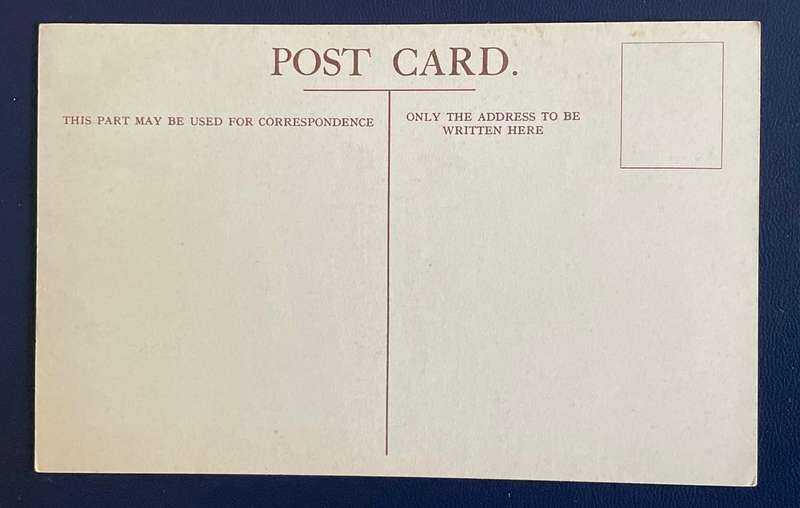 POST CARD.
THIS PART MAY BE USED FOR CORRESPONDENCE
ONLY THE ADDRESS TO BE
WRITTEN HERE